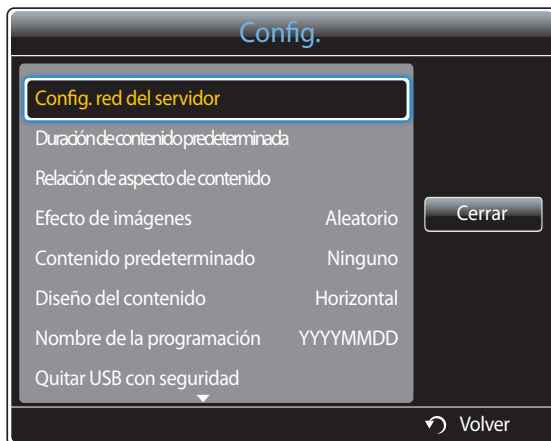 Config.
Config. red del servidor
Duración de contenido predeterminada
Relación de aspecto de contenido
Efecto de imágenes Aleatorio
Contenido predeterminado Ninguno
Diseño del contenido Horizontal
Nombre de la programación YYYYMMDD
Quitar USB con seguridad
Cerrar
Volver